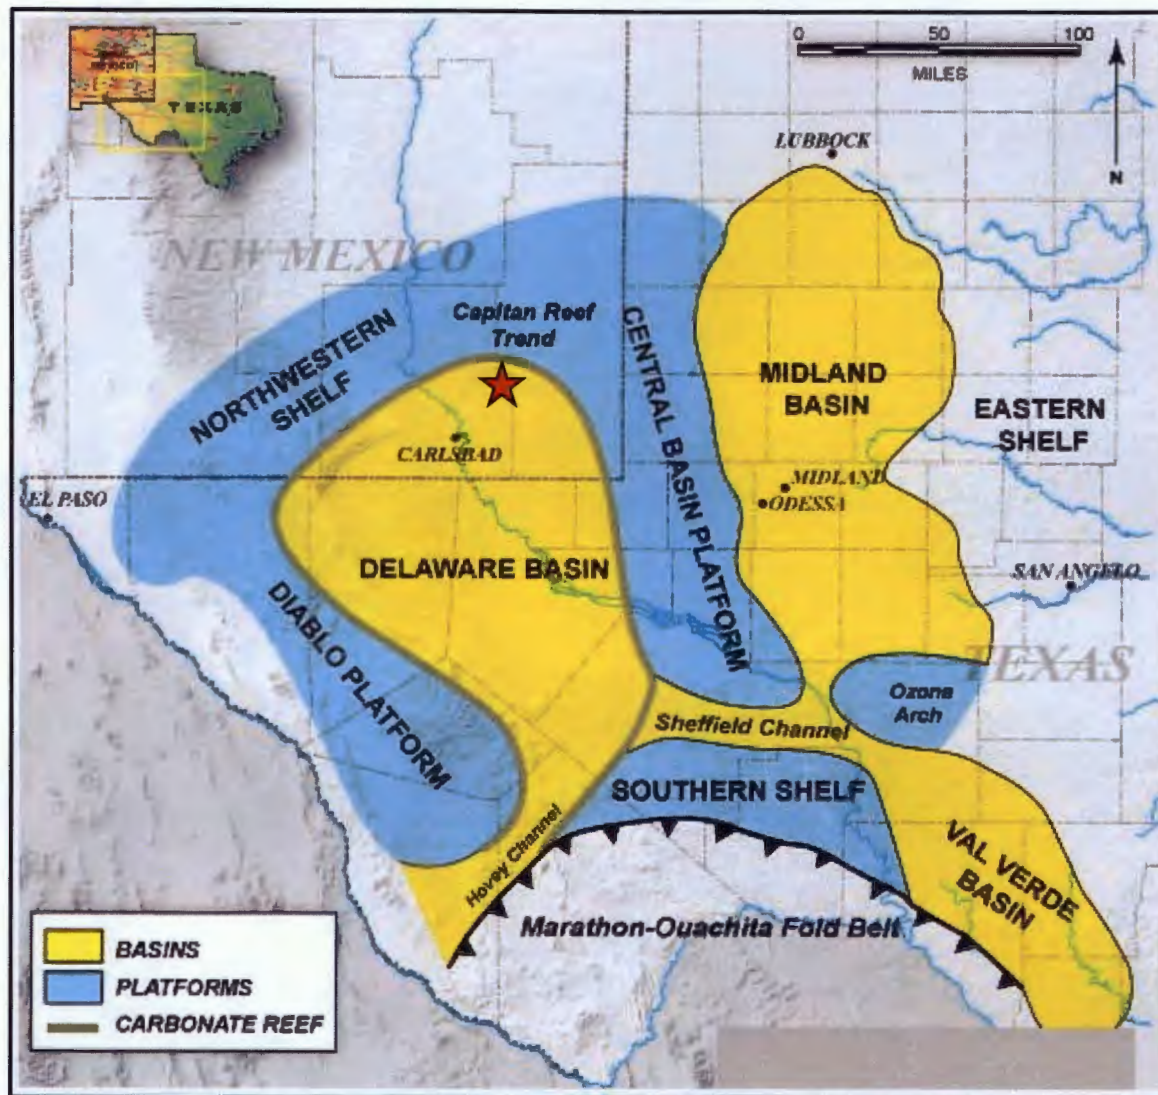 MEXICO
TEXAS
0 50 100
MILES
N
LUBBOCK
NEW MEXICO
Capitan Reef
Trend
NORTHWESTERN
SHELF
CENTRAL BASIN PLATFORM
MIDLAND
BASIN
EASTERN
SHELF
CARLSBAD
EL PASO
MIDLAND
ODESSA
DELAWARE BASIN
SAN ANGELO
DIABLO PLATFORM
TEXAS
Ozona
Arch
Sheffield Channel
SOUTHERN SHELF
Hovey Channel
VAL VERDE
BASIN
Marathon-Ouachita Fold Belt
BASINS
PLATFORMS
CARBONATE REEF